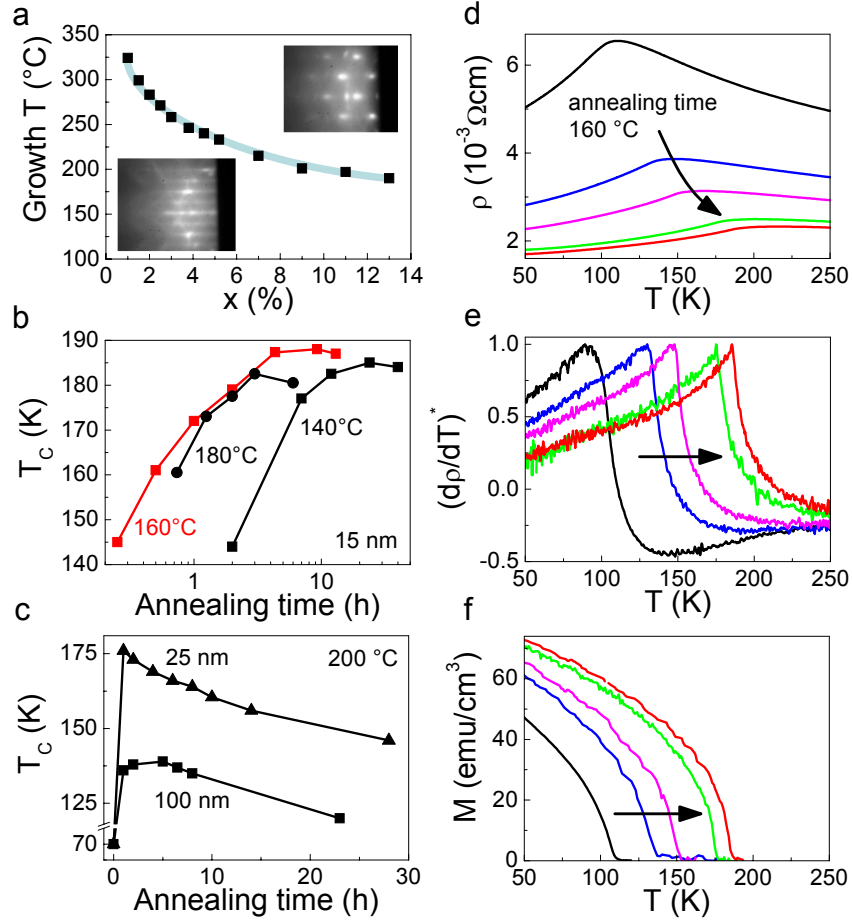 a
Growth T (°C)
350
300
250
200
150
100
0 2 4 6 8 10 12 14
x (%)
b
T_C (K)
190
180
170
160
150
140
180°C
140°C
160°C
15 nm
1 10
Annealing time (h)
c
T_C (K)
175
150
125
70
25 nm
200 °C
100 nm
0 10 20 30
Annealing time (h)
d
ρ (10⁻³Ωcm)
6
4
2
annealing time
160 °C
50 100 150 200 250
T (K)
e
(dρ/dT)*
1.0
0.5
0.0
-0.5
50 100 150 200 250
T (K)
f
M (emu/cm³)
60
40
20
0
50 100 150 200 250
T (K)